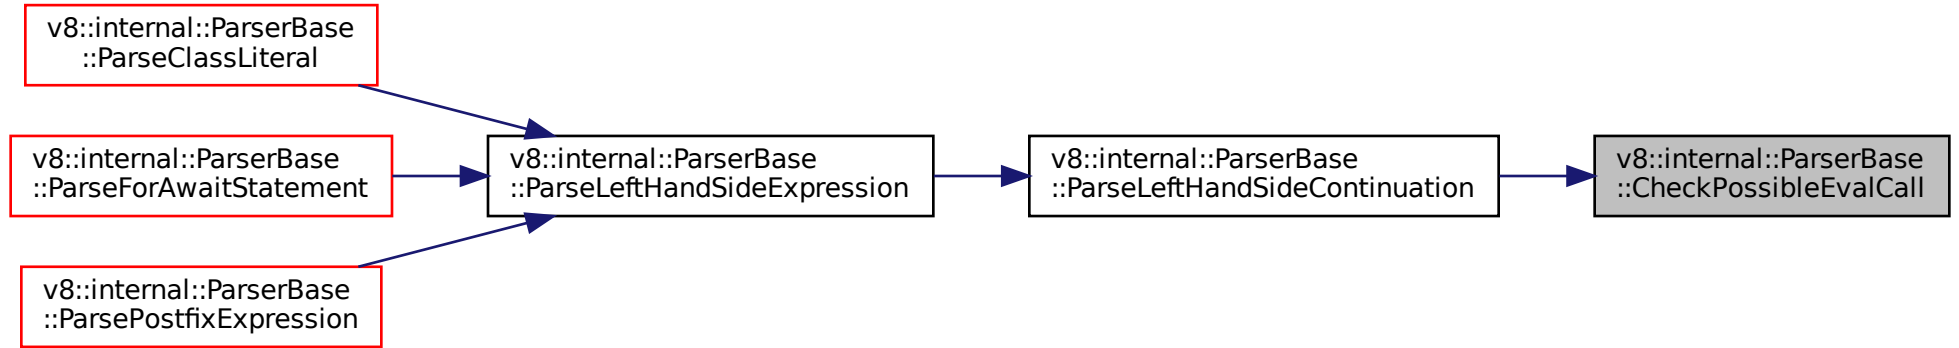 v8::internal::ParserBase
::ParseClassLiteral
v8::internal::ParserBase
::ParseForAwaitStatement
v8::internal::ParserBase
::ParsePostfixExpression
v8::internal::ParserBase
::ParseLeftHandSideExpression
v8::internal::ParserBase
::ParseLeftHandSideContinuation
v8::internal::ParserBase
::CheckPossibleEvalCall